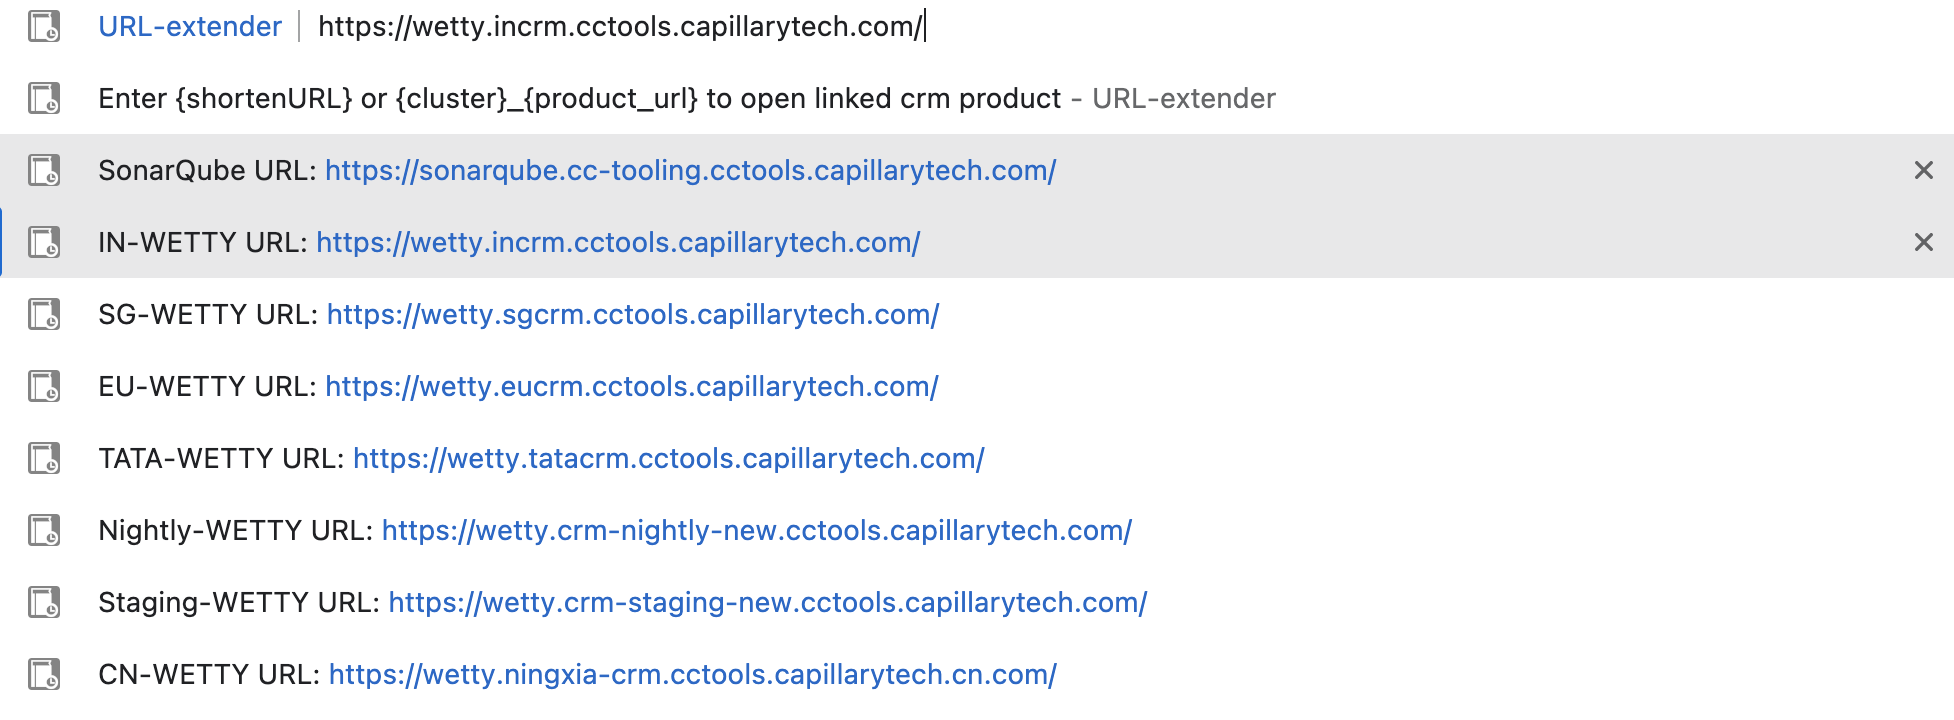 URL-extender | https://wetty.incrm.cctools.capillarytech.com/
Enter {shortenURL} or {cluster}_{product_url} to open linked crm product - URL-extender
SonarQube URL: https://sonarqube.cc-tooling.cctools.capillarytech.com/
IN-WETTY URL: https://wetty.incrm.cctools.capillarytech.com/
SG-WETTY URL: https://wetty.sgcrm.cctools.capillarytech.com/
EU-WETTY URL: https://wetty.eucrm.cctools.capillarytech.com/
TATA-WETTY URL: https://wetty.tatacrm.cctools.capillarytech.com/
Nightly-WETTY URL: https://wetty.crm-nightly-new.cctools.capillarytech.com/
Staging-WETTY URL: https://wetty.crm-staging-new.cctools.capillarytech.com/
CN-WETTY URL: https://wetty.ningxia-crm.cctools.capillarytech.cn.com/